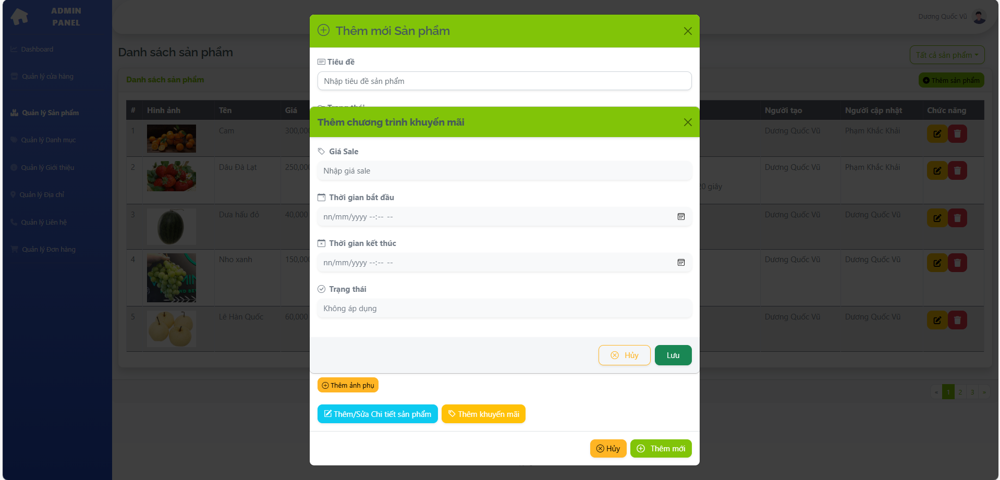 ADMIN
PANEL
Dashboard
Quản lý cửa hàng
Quản lý Sản phẩm
Quản lý Danh mục
Quản lý Giới thiệu
Quản lý Địa chỉ
Quản lý Liên hệ
Quản lý Đơn hàng
Dương Quốc Vũ
Danh sách sản phẩm
Tất cả sản phẩm
Danh sách sản phẩm
Thêm sản phẩm
# Hình ảnh Tên Giá Người tạo Người cập nhật Chức năng
1 Cam 300,000 Dương Quốc Vũ Phạm Khắc Khải
2 Dâu Đà Lạt 250,000 Dương Quốc Vũ Phạm Khắc Khải
20 giây
3 Dưa hấu đỏ 40,000 Dương Quốc Vũ Dương Quốc Vũ
4 Nho xanh 150,000 Dương Quốc Vũ Dương Quốc Vũ
5 Lê Hàn Quốc 60,000 Dương Quốc Vũ Dương Quốc Vũ
« 1 2 3 »
Thêm mới Sản phẩm
Tiêu đề
Nhập tiêu đề sản phẩm
Trạng thái
Thêm chương trình khuyến mãi
Giá Sale
Nhập giá sale
Thời gian bắt đầu
nn/mm/yyyy --:-- --
Thời gian kết thúc
nn/mm/yyyy --:-- --
Trạng thái
Không áp dụng
Hủy Lưu
Thêm ảnh phụ
Thêm/Sửa Chi tiết sản phẩm Thêm khuyến mãi
Hủy Thêm mới